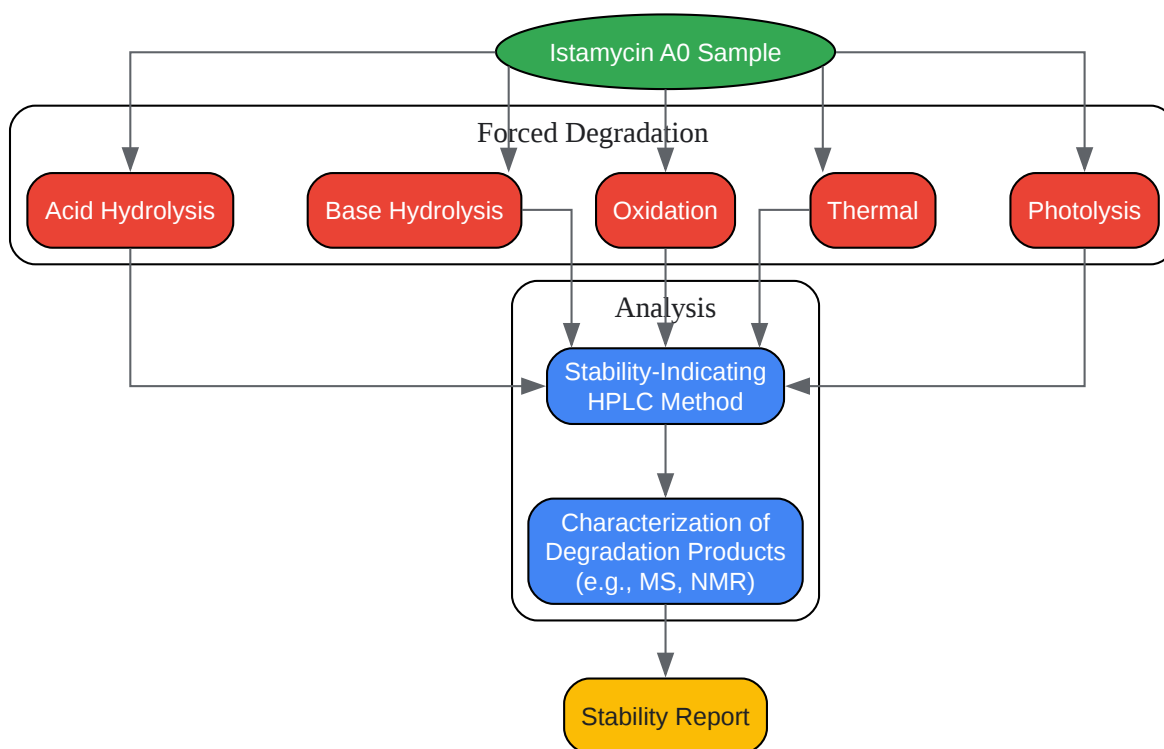 Istamycin A0 Sample
Forced Degradation
Acid Hydrolysis
Base Hydrolysis
Oxidation
Thermal
Photolysis
Analysis
Stability-Indicating
HPLC Method
Characterization of
Degradation Products
(e.g., MS, NMR)
Stability Report